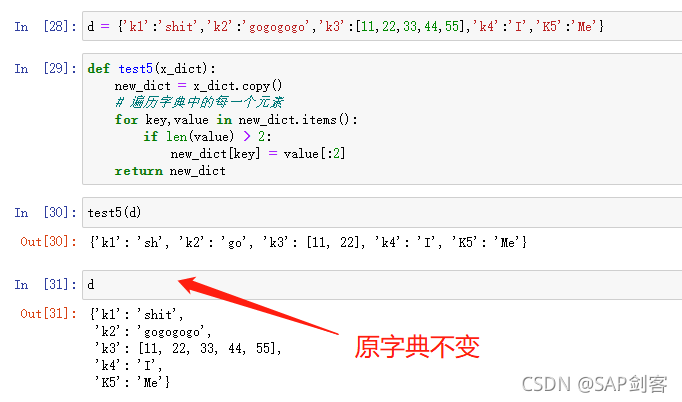 In [28]: d = {'k1':'shit','k2':'gogogogo','k3':[11,22,33,44,55],'k4':'I','K5':'Me'}
In [29]: def test5(x_dict):
new_dict = x_dict.copy()
# 遍历字典中的每一个元素
for key,value in new_dict.items():
if len(value) > 2:
new_dict[key] = value[:2]
return new_dict
In [30]: test5(d)
Out[30]: {'k1': 'sh', 'k2': 'go', 'k3': [11, 22], 'k4': 'I', 'K5': 'Me'}
In [31]: d
Out[31]: {'k1': 'shit',
'k2': 'gogogogo',
'k3': [11, 22, 33, 44, 55],
'k4': 'I',
'K5': 'Me'}
原字典不变
CSDN @SAP剑客